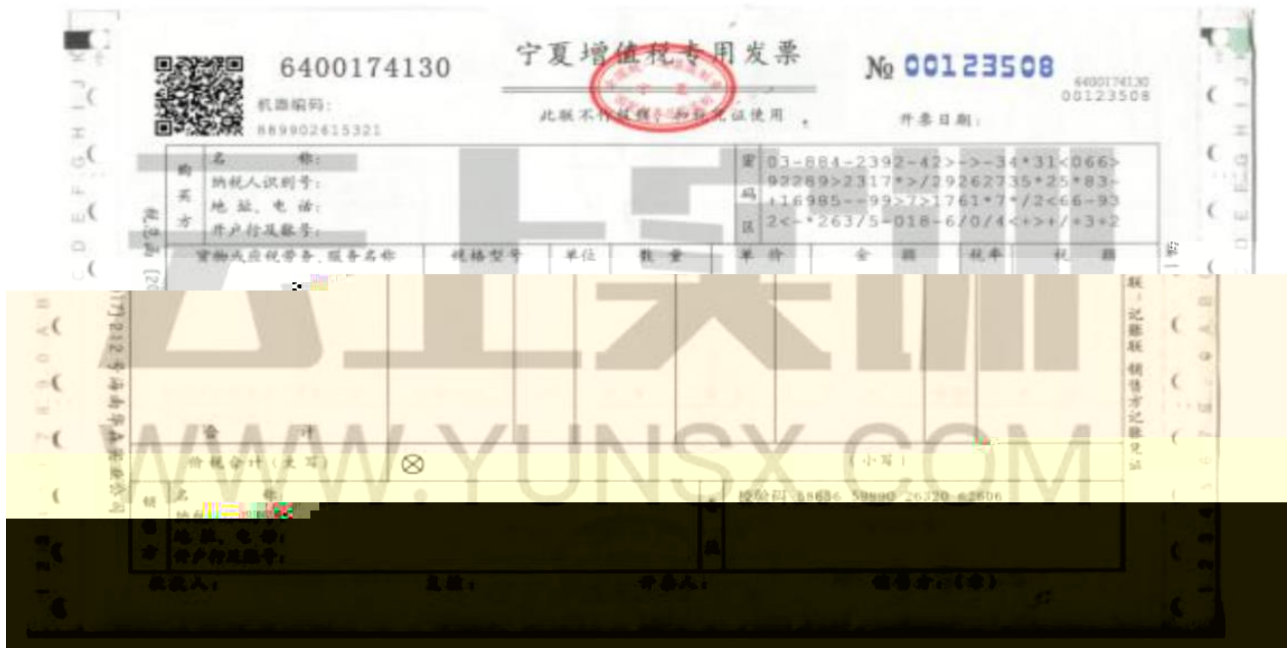 宁夏增值税专用发票
6400174130
№ 00123508
6400174130
00123508
机器编码:
889902615321
此联不作报销、扣税凭证使用
开票日期:
购买方
名 称:
纳税人识别号:
地 址、电 话:
开户行及账号:
密码区
03-884-2392-42>->-34*31<066>
92289>2317*>/29262735*25*83-
+16985--99>7>1761*7*/2<66-93
2<-*263/5-018-6/0/4<+>+/+3+2
货物或应税劳务、服务名称 规格型号 单位 数 量 单 价 金 额 税率 税 额
合 计
价税合计(大写) ⊗ (小写)
销售方
名 称:
地 址、电 话:
开户行及账号:
校验码 58656 59890 26320 62606
收款人: 复核: 开票人: 销售方:(章)
联:记账联 销售方记账凭证
WWW.YUNSX.COM